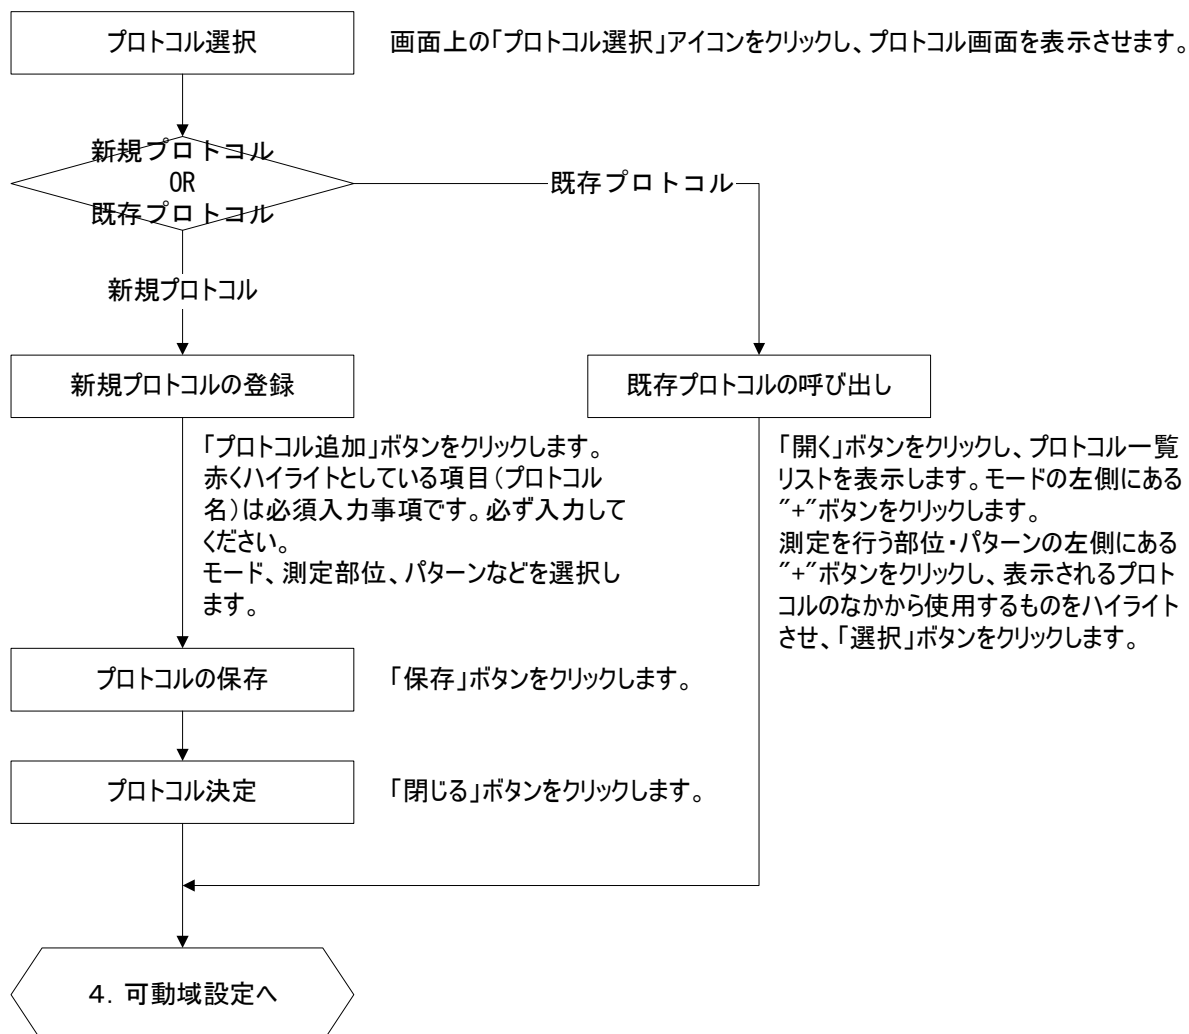 プロトコル選択
画面上の「プロトコル選択」アイコンをクリックし、プロトコル画面を表示させます。
新規プロトコル
OR
既存プロトコル
既存プロトコル
新規プロトコル
新規プロトコルの登録
既存プロトコルの呼び出し
「プロトコル追加」ボタンをクリックします。
赤くハイライトとしている項目（プロトコル
名）は必須入力事項です。必ず入力して
ください。
モード、測定部位、パターンなどを選択し
ます。
「開く」ボタンをクリックし、プロトコル一覧
リストを表示します。モードの左側にある
"+"ボタンをクリックします。
測定を行う部位・パターンの左側にある
"+"ボタンをクリックし、表示されるプロト
コルのなかから使用するものをハイライト
させ、「選択」ボタンをクリックします。
プロトコルの保存
「保存」ボタンをクリックします。
プロトコル決定
「閉じる」ボタンをクリックします。
４．可動域設定へ